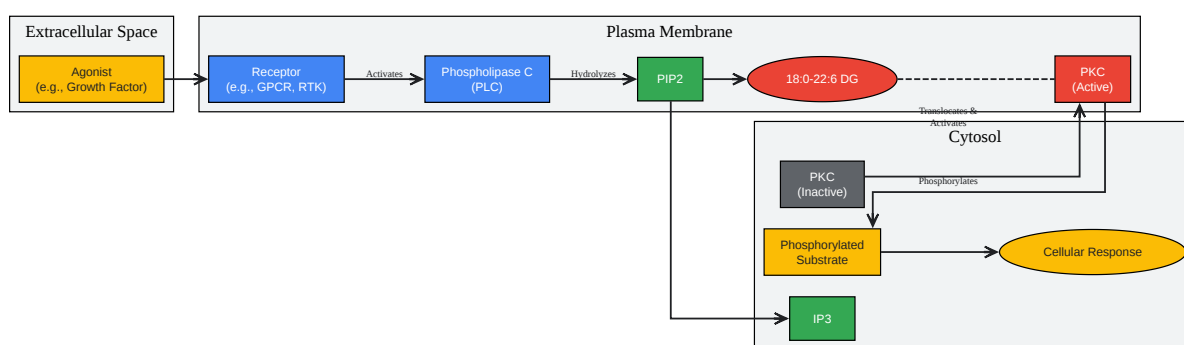 Extracellular Space
Plasma Membrane
Agonist
(e.g., Growth Factor)
Receptor
(e.g., GPCR, RTK)
Activates
Phospholipase C
(PLC)
Hydrolyzes
PIP2
18:0-22:6 DG
PKC
(Active)
Translocates &
Activates
Cytosol
PKC
(Inactive)
Phosphorylates
Phosphorylated
Substrate
Cellular Response
IP3